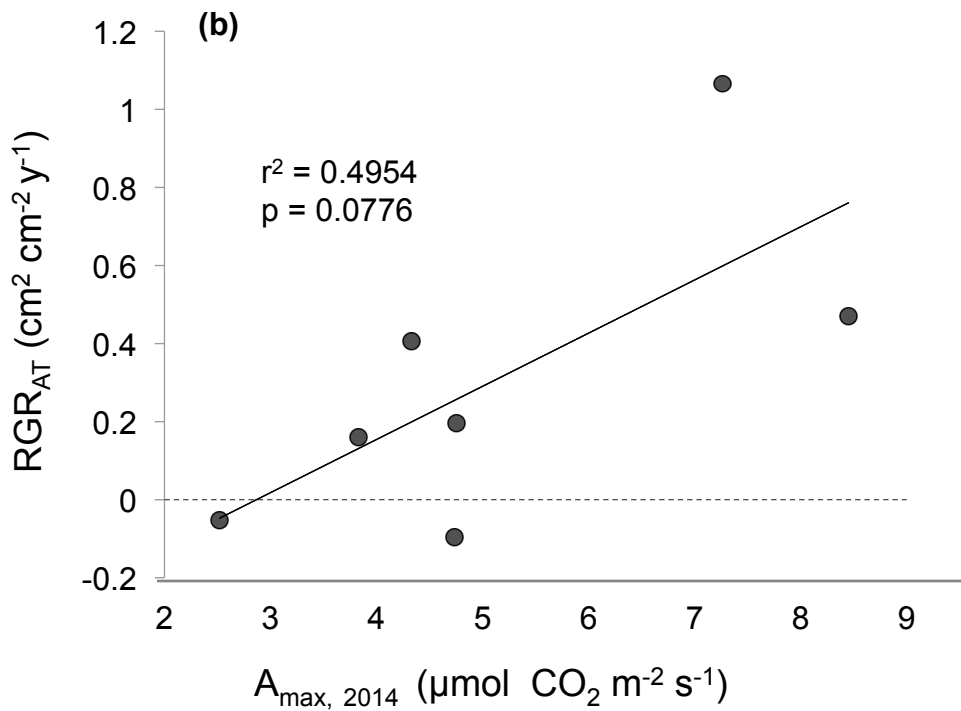 (b)
1.2
1
0.8
0.6
0.4
0.2
0
-0.2
RGR_AT (cm² cm⁻² y⁻¹)
r² = 0.4954
p = 0.0776
2 3 4 5 6 7 8 9
A_max, 2014 (µmol CO₂ m⁻² s⁻¹)